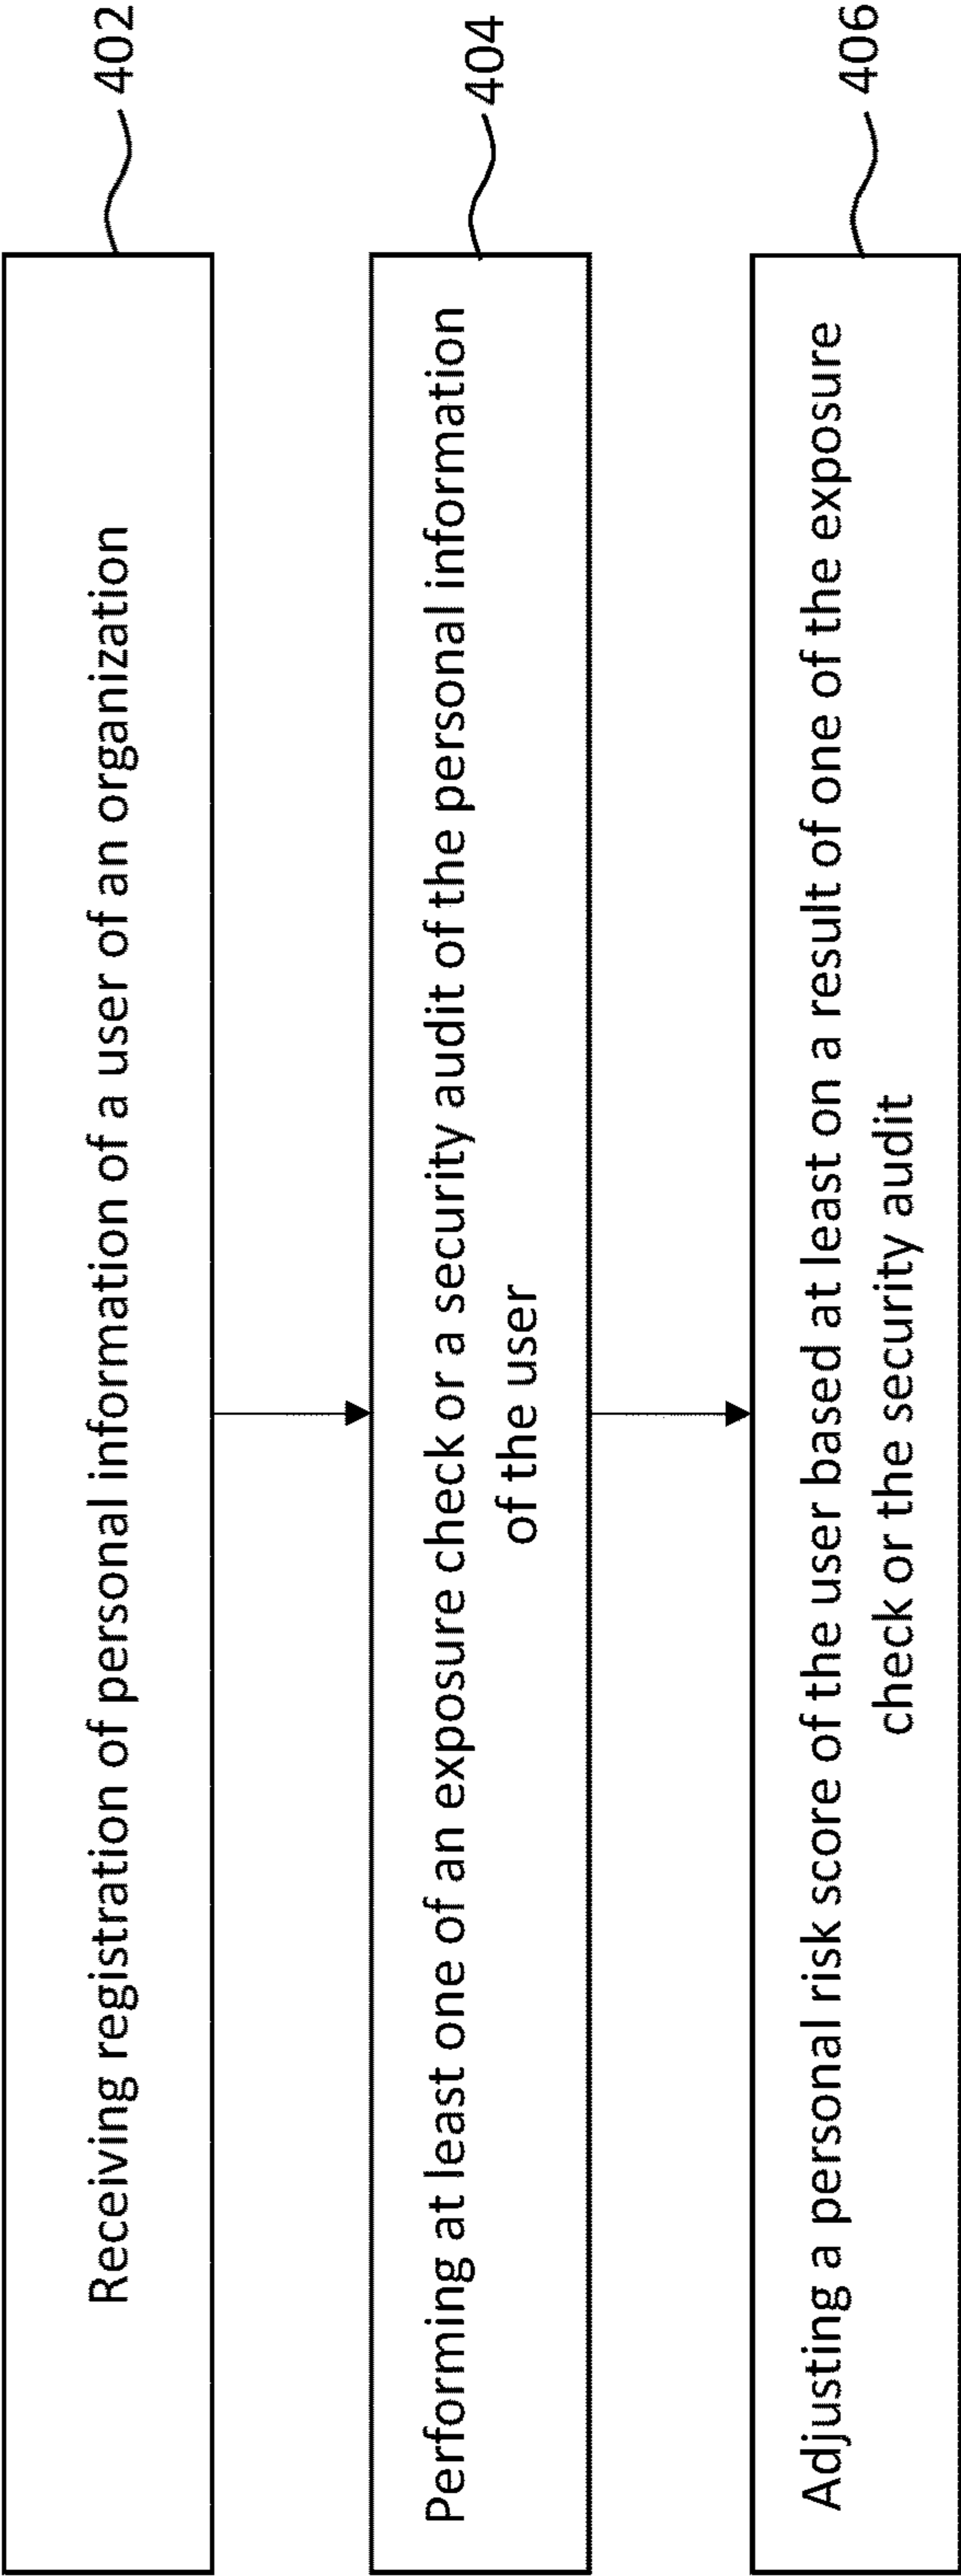 Receiving registration of personal information of a user of an organization
402
Performing at least one of an exposure check or a security audit of the personal information
of the user
404
Adjusting a personal risk score of the user based at least on a result of one of the exposure
check or the security audit
406